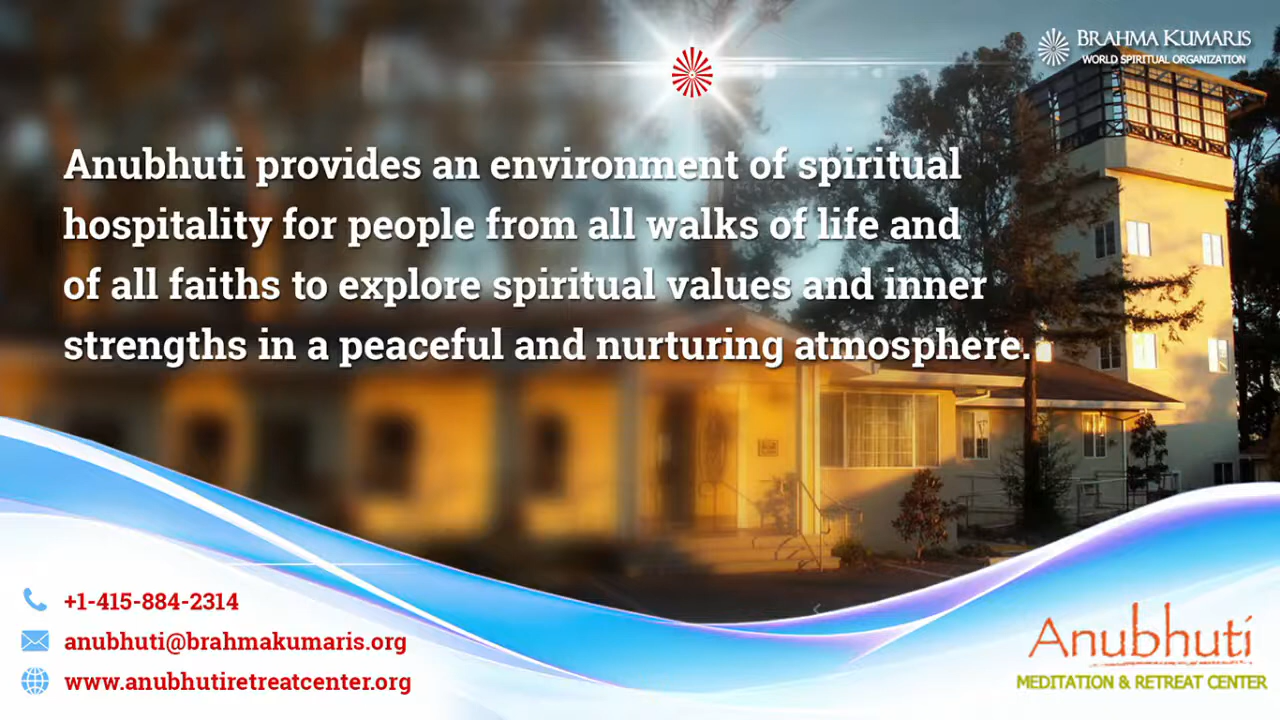 BRAHMA KUMARIS
WORLD SPIRITUAL ORGANIZATION
Anubhuti provides an environment of spiritual
hospitality for people from all walks of life and
of all faiths to explore spiritual values and inner
strengths in a peaceful and nurturing atmosphere.
+1-415-884-2314
anubhuti@brahmakumaris.org
www.anubhutiretreatcenter.org
Anubhuti
MEDITATION & RETREAT CENTER